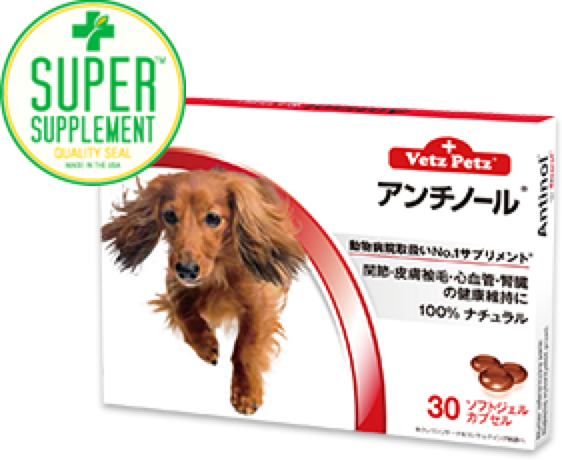 SUPER™
SUPPLEMENT
QUALITY SEAL
MADE IN THE USA
Vetz Petz
アンチノール®
動物病院取扱いNo.1サプリメント*
関節・皮膚被毛・心血管・腎臓
の健康維持に
100% ナチュラル
30 ソフトジェル
カプセル
Antinol